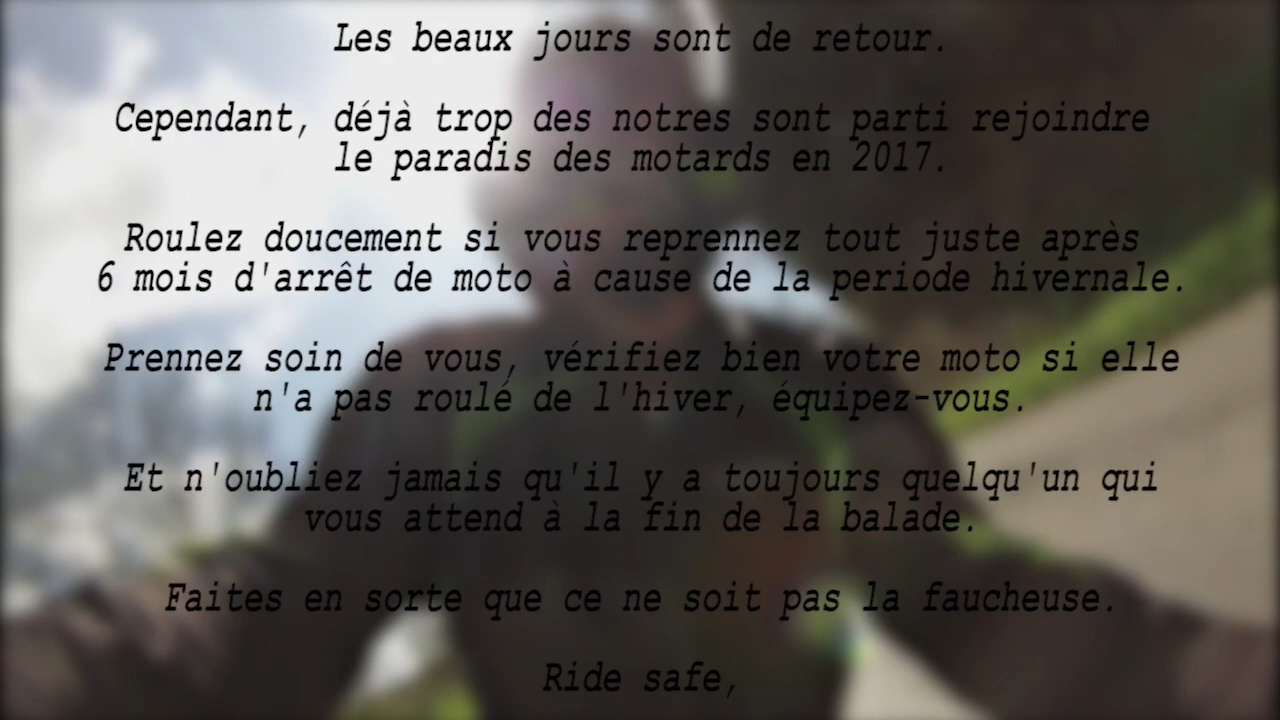 Les beaux jours sont de retour.
Cependant, déjà trop des notres sont parti rejoindre
le paradis des motards en 2017.
Roulez doucement si vous reprennez tout juste après
6 mois d'arrêt de moto à cause de la periode hivernale.
Prennez soin de vous, vérifiez bien votre moto si elle
n'a pas roulé de l'hiver, équipez-vous.
Et n'oubliez jamais qu'il y a toujours quelqu'un qui
vous attend à la fin de la balade.
Faites en sorte que ce ne soit pas la faucheuse.
Ride safe,